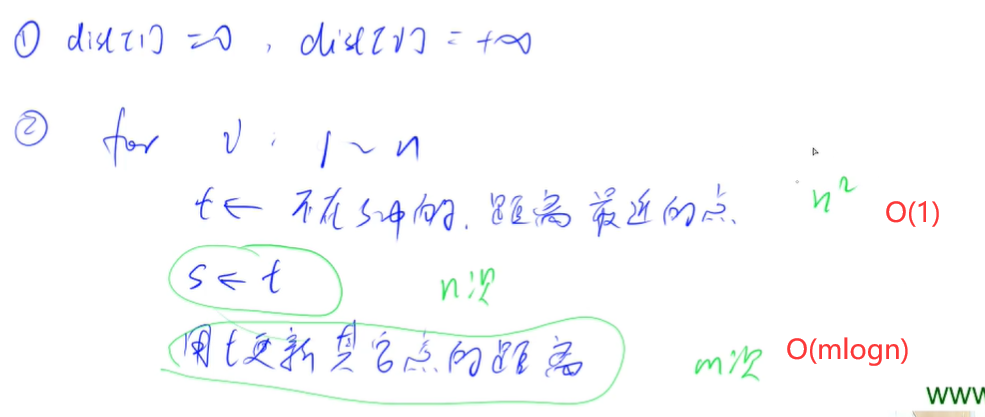 ① dist[1] = 0, dist[v] = +∞
② for v: 1 ~ n
t ← 不在s中的, 距离最近的点 n² O(1)
s ← t n次
用t更新其它点的距离 m次 O(mlogn)
www